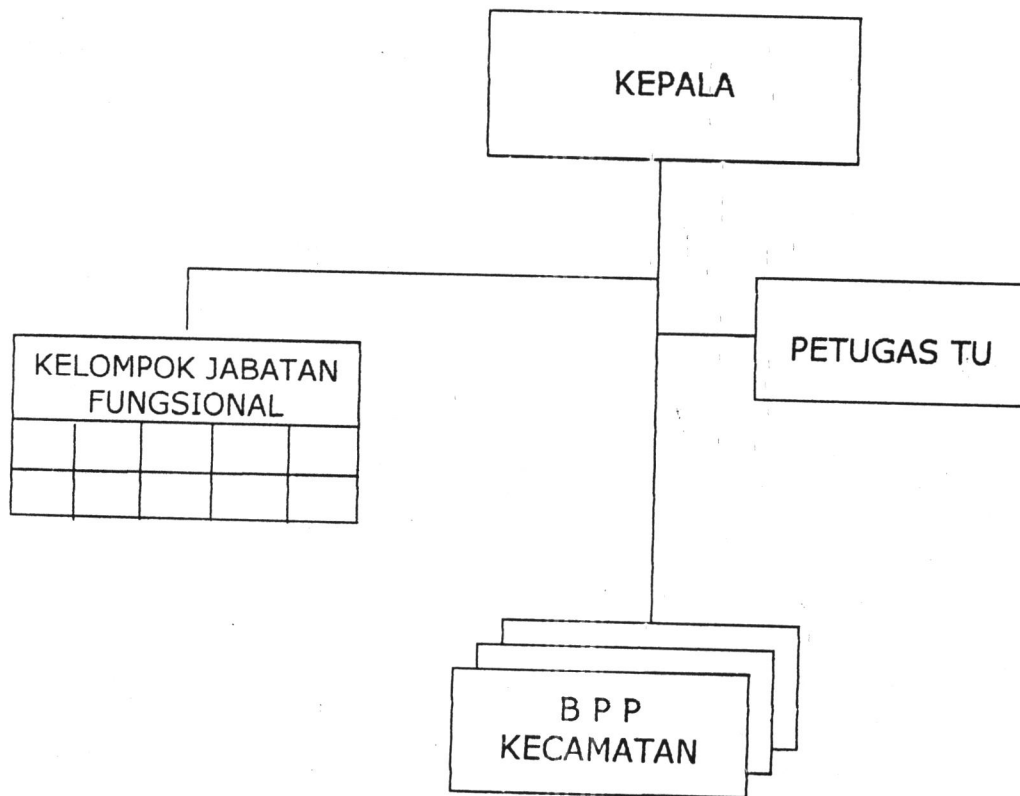 KEPALA
KELOMPOK JABATAN
FUNGSIONAL
PETUGAS TU
B P P
KECAMATAN